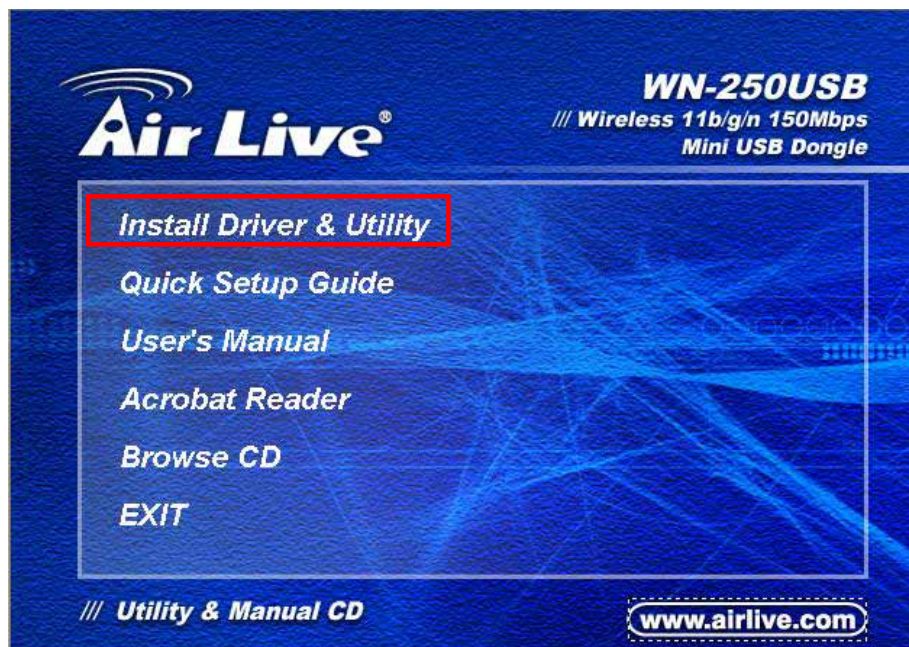 Air Live®
WN-250USB
/// Wireless 11b/g/n 150Mbps
Mini USB Dongle
Install Driver & Utility
Quick Setup Guide
User's Manual
Acrobat Reader
Browse CD
EXIT
/// Utility & Manual CD
www.airlive.com